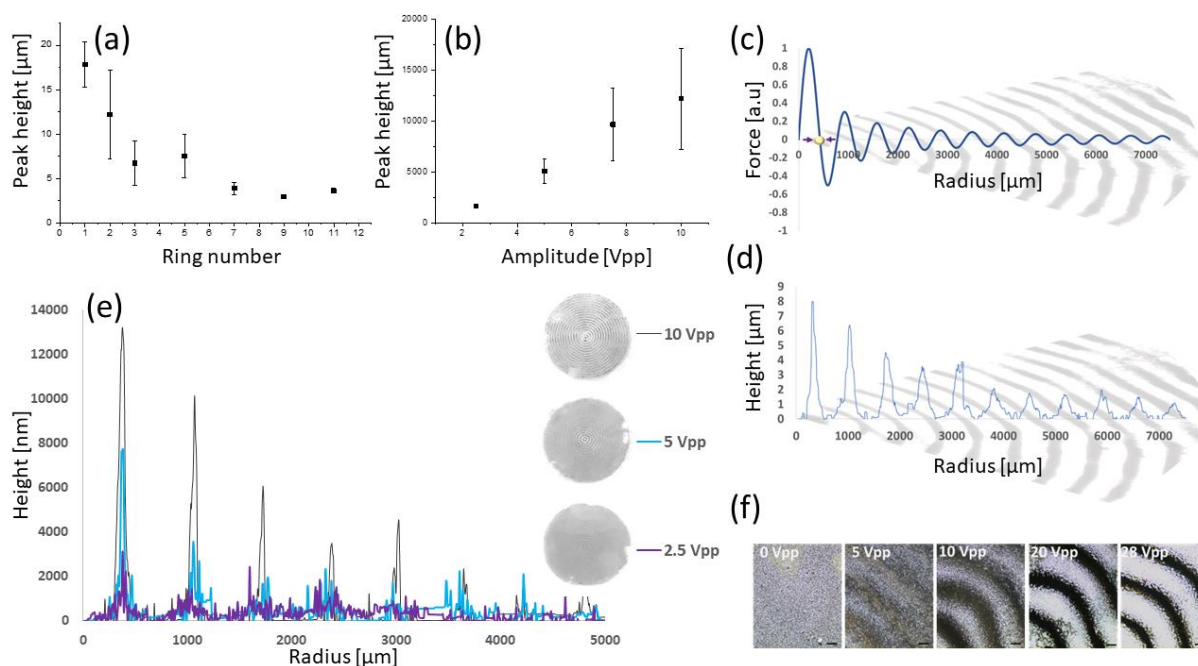 (a)
Peak height [µm]
20
15
10
5
0
0 1 2 3 4 5 6 7 8 9 10 11 12
Ring number
(b)
Peak height [µm]
20000
15000
10000
5000
0
2 4 6 8 10
Amplitude [Vpp]
(c)
Force [a.u]
1
0.8
0.6
0.4
0.2
0
-0.2
-0.4
-0.6
-0.8
-1
0 1000 2000 3000 4000 5000 6000 7000
Radius [µm]
(d)
Height [µm]
9
8
7
6
5
4
3
2
1
0
0 1000 2000 3000 4000 5000 6000 7000
Radius [µm]
(e)
Height [nm]
14000
12000
10000
8000
6000
4000
2000
0
0 1000 2000 3000 4000 5000
Radius [µm]
10 Vpp
5 Vpp
2.5 Vpp
(f)
0 Vpp 5 Vpp 10 Vpp 20 Vpp 28 Vpp